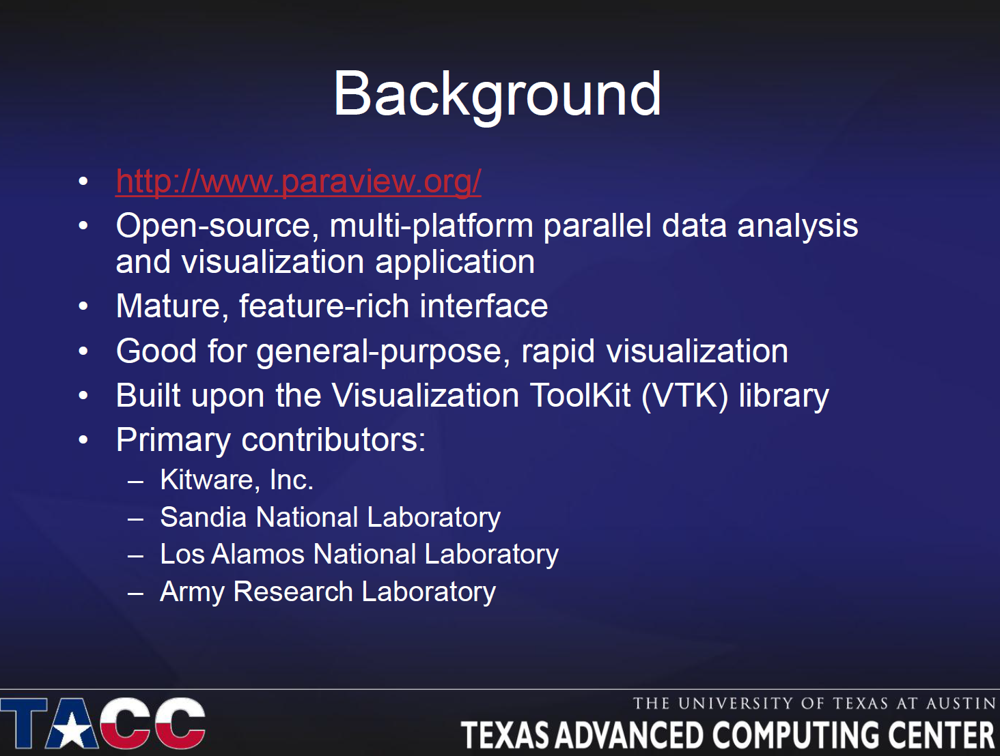 Background
• http://www.paraview.org/
• Open-source, multi-platform parallel data analysis
and visualization application
• Mature, feature-rich interface
• Good for general-purpose, rapid visualization
• Built upon the Visualization ToolKit (VTK) library
• Primary contributors:
– Kitware, Inc.
– Sandia National Laboratory
– Los Alamos National Laboratory
– Army Research Laboratory
TACC
THE UNIVERSITY OF TEXAS AT AUSTIN
TEXAS ADVANCED COMPUTING CENTER